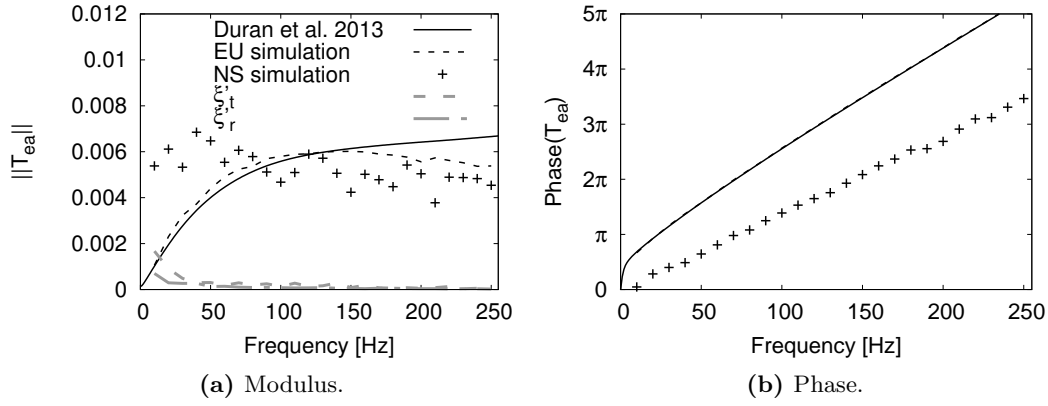 0.012
0.01
0.008
0.006
0.004
0.002
0
||T_ea||
Duran et al. 2013
EU simulation
NS simulation
ξ'_t
ξ'_r
0 50 100 150 200 250
Frequency [Hz]
(a) Modulus.
5π
4π
3π
2π
π
0
Phase(T_ea)
0 50 100 150 200 250
Frequency [Hz]
(b) Phase.